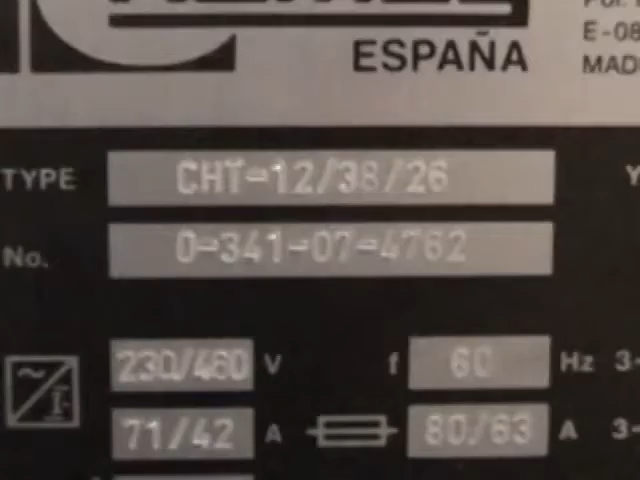 ESPAÑA
E-08
MAD
TYPE CHT-12/38/26
No. 0-341-07-4762
230/460 V f 60 Hz 3-
71/42 A 80/63 A 3-